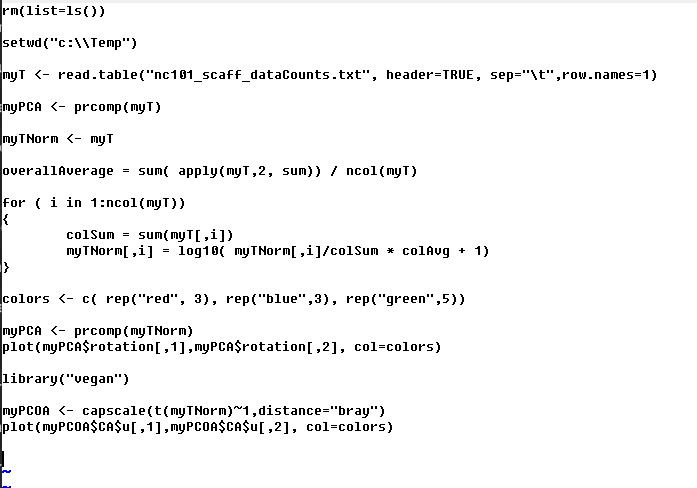 rm(list=ls())
setwd("c:\\Temp")
myT <- read.table("nc101_scaff_dataCounts.txt", header=TRUE, sep="\t",row.names=1)
myPCA <- prcomp(myT)
myTNorm <- myT
overallAverage = sum( apply(myT,2, sum)) / ncol(myT)
for ( i in 1:ncol(myT))
{
        colSum = sum(myT[,i])
        myTNorm[,i] = log10( myTNorm[,i]/colSum * colAvg + 1)
}
colors <- c( rep("red", 3), rep("blue",3), rep("green",5))
myPCA <- prcomp(myTNorm)
plot(myPCA$rotation[,1],myPCA$rotation[,2], col=colors)
library("vegan")
myPCOA <- capscale(t(myTNorm)~1,distance="bray")
plot(myPCOA$CA$u[,1],myPCOA$CA$u[,2], col=colors)
~
~